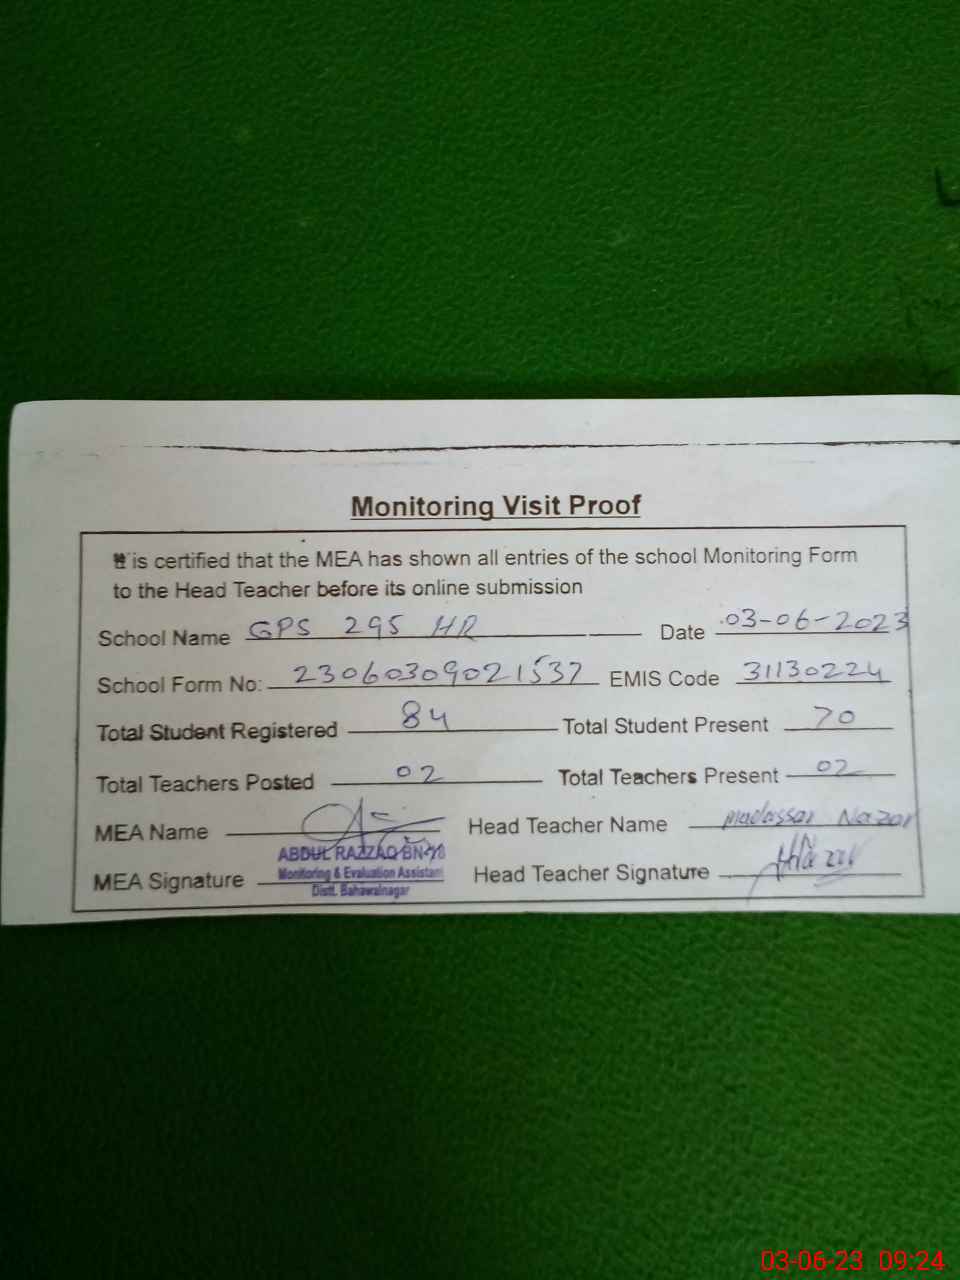 Monitoring Visit Proof
is certified that the MEA has shown all entries of the school Monitoring Form
to the Head Teacher before its online submission
School Name GPS 295 HR Date 03-06-2023
School Form No: 23060309021537 EMIS Code 31130224
Total Student Registered 84 Total Student Present 70
Total Teachers Posted 02 Total Teachers Present 02
MEA Name Head Teacher Name Mudassar Nazar
ABDUL RAZZAQ
MEA Signature Monitoring & Evaluation Assistant Head Teacher Signature
Distt. Bahawalnagar
03-06-23 09:24